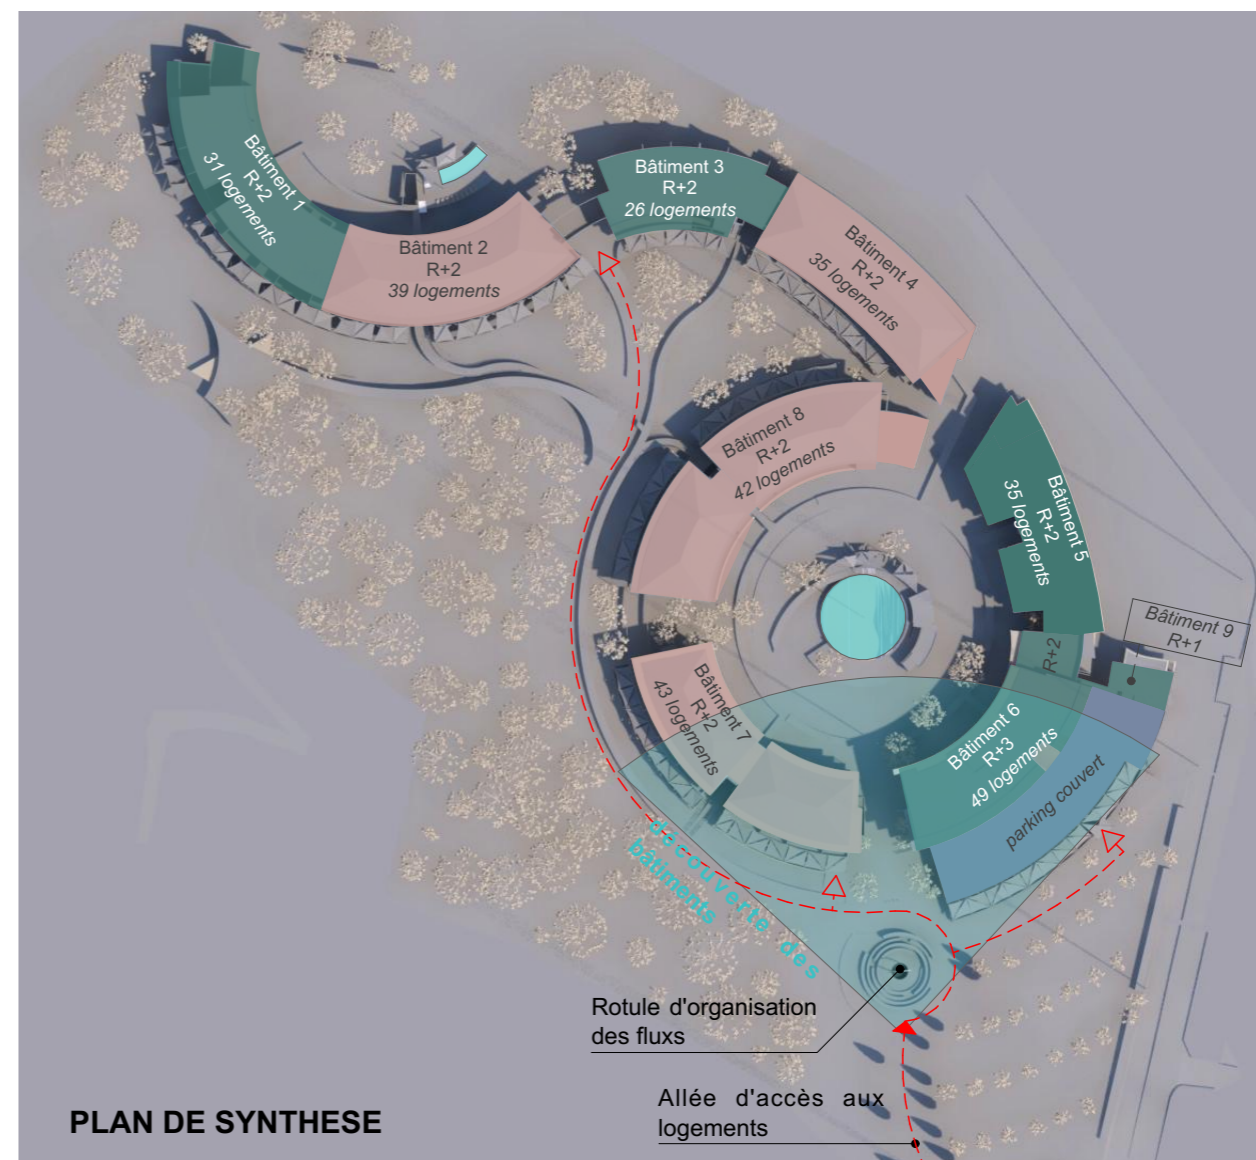 Bâtiment 1
R+2
31 logements
Bâtiment 2
R+2
39 logements
Bâtiment 3
R+2
26 logements
Bâtiment 4
R+2
35 logements
Bâtiment 8
R+2
42 logements
Bâtiment 5
R+2
35 logements
Bâtiment 9
R+1
R+2
Bâtiment 7
R+2
43 logements
Bâtiment 6
R+3
49 logements
parking couvert
découverte des
bâtiments
Rotule d'organisation
des fluxs
Allée d'accès aux
logements
PLAN DE SYNTHESE